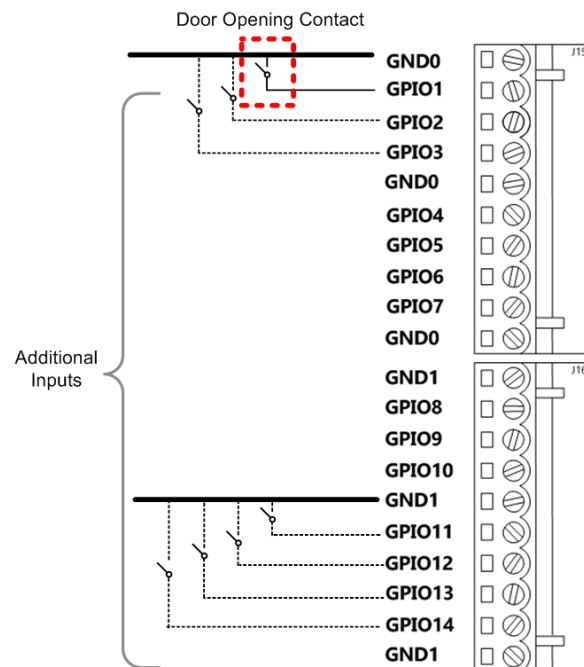 Door Opening Contact
J15
GND0
GPIO1
GPIO2
GPIO3
GND0
GPIO4
GPIO5
GPIO6
GPIO7
GND0
Additional
Inputs
J16
GND1
GPIO8
GPIO9
GPIO10
GND1
GPIO11
GPIO12
GPIO13
GPIO14
GND1